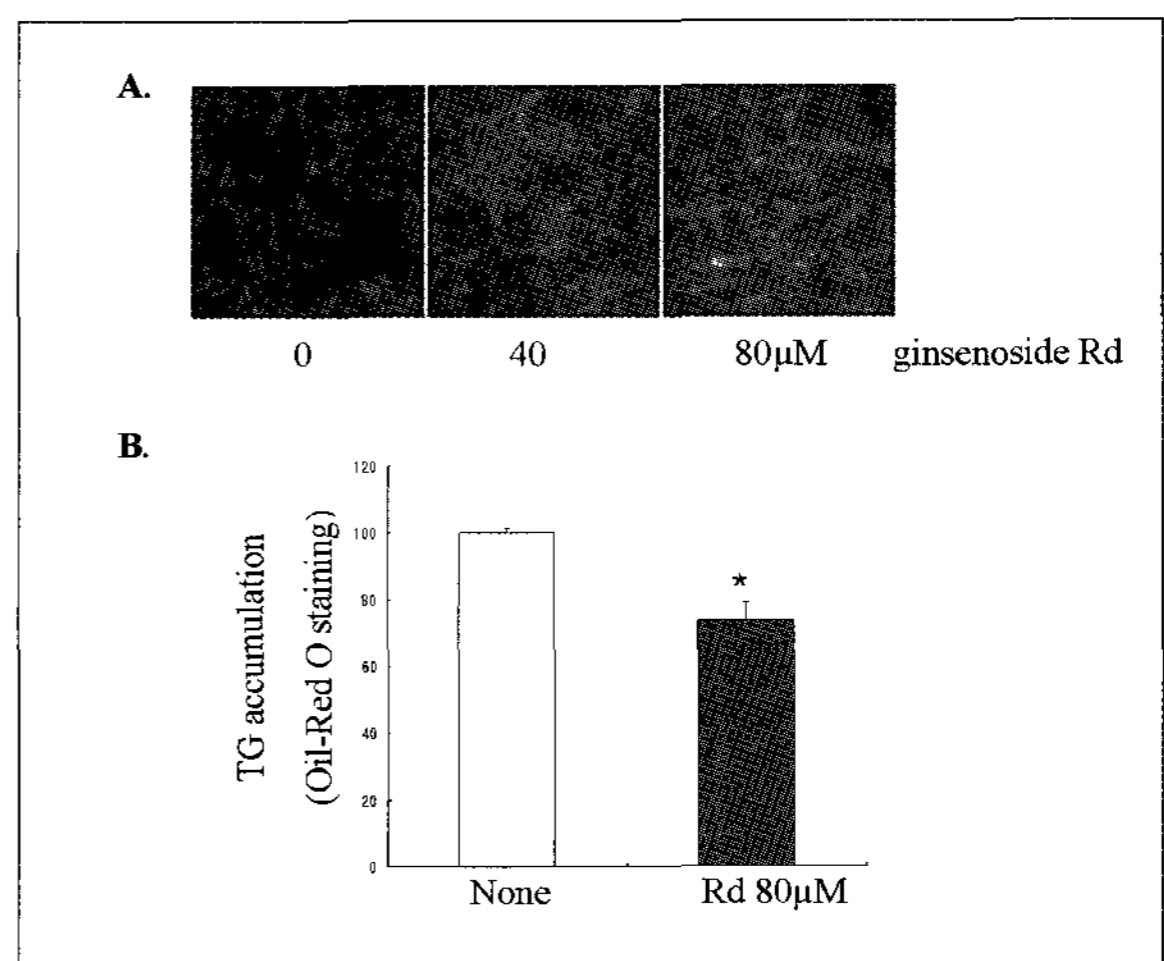 A.
0 40 80μM ginsenoside Rd
B.
TG accumulation
(Oil-Red O staining)
120
100
80
60
40
20
0
*
None Rd 80μM